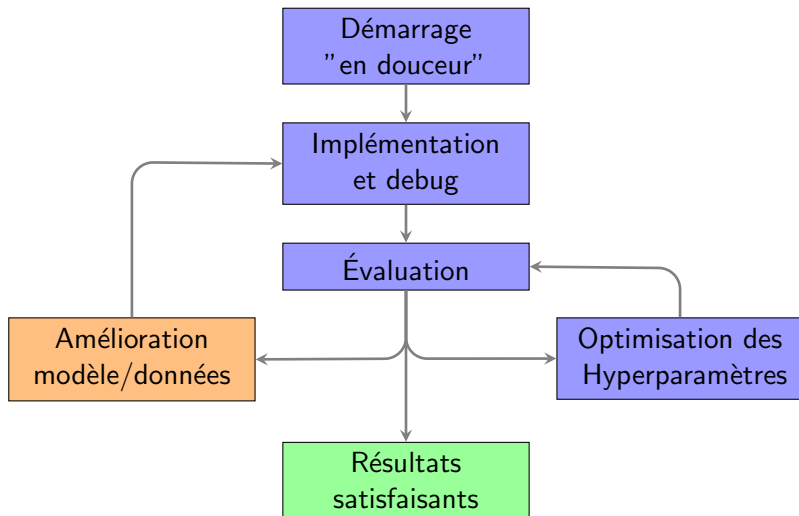 Démarrage
”en douceur”
Implémentation
et debug
Évaluation
Amélioration
modèle/données
Optimisation des
Hyperparamètres
Résultats
satisfaisants